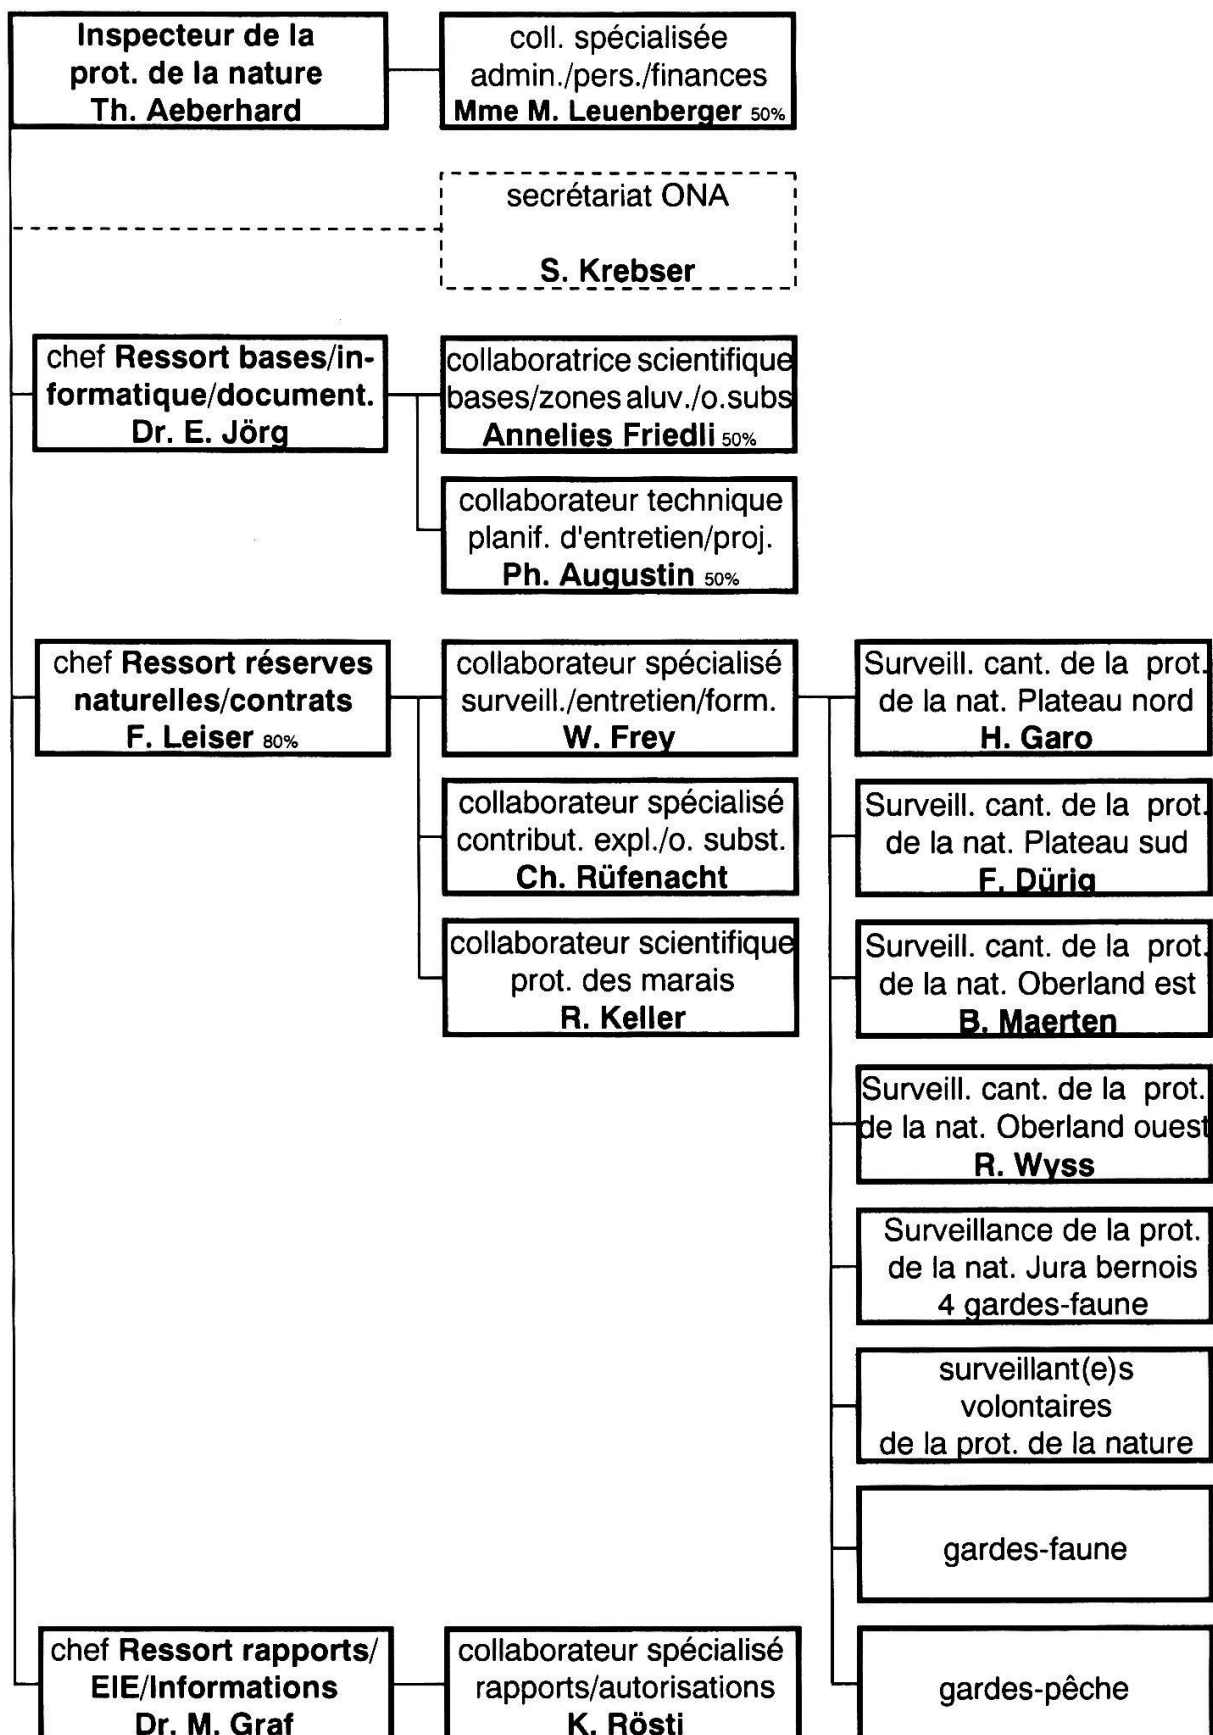 Inspecteur de la
prot. de la nature
Th. Aeberhard
coll. spécialisée
admin./pers./finances
Mme M. Leuenberger 50%
secrétariat ONA
S. Krebser
chef Ressort bases/in-
formatique/document.
Dr. E. Jörg
collaboratrice scientifique
bases/zones aluv./o.subs
Annelies Friedli 50%
collaborateur technique
planif. d'entretien/proj.
Ph. Augustin 50%
chef Ressort réserves
naturelles/contrats
F. Leiser 80%
collaborateur spécialisé
surveill./entretien/form.
W. Frey
collaborateur spécialisé
contribut. expl./o. subst.
Ch. Rüfenacht
collaborateur scientifique
prot. des marais
R. Keller
Surveill. cant. de la prot.
de la nat. Plateau nord
H. Garo
Surveill. cant. de la prot.
de la nat. Plateau sud
F. Dürig
Surveill. cant. de la prot.
de la nat. Oberland est
B. Maerten
Surveill. cant. de la prot.
de la nat. Oberland ouest
R. Wyss
Surveillance de la prot.
de la nat. Jura bernois
4 gardes-faune
surveillant(e)s
volontaires
de la prot. de la nature
gardes-faune
gardes-pêche
chef Ressort rapports/
EIE/Informations
Dr. M. Graf
collaborateur spécialisé
rapports/autorisations
K. Rösti